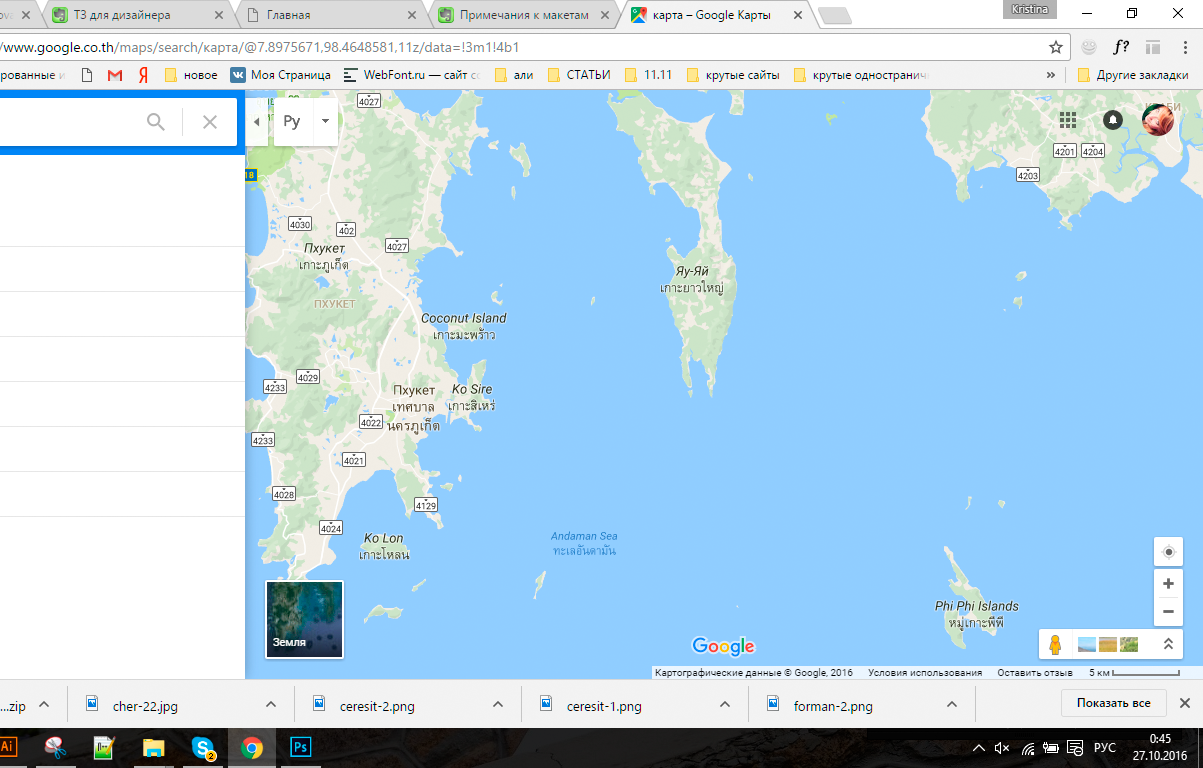 ова
ТЗ для дизайнера
Главная
Примечания к макетам
карта – Google Карты
Kristina
/www.google.co.th/maps/search/карта/@7.8975671,98.4648581,11z/data=!3m1!4b1
f?
рованные и
новое
Моя Страница
WebFont.ru — сайт с
али
СТАТЬИ
11.11
крутые сайты
крутые одностранич
»
Другие закладки
Ру
4027
4201
4204
4203
4030
402
4027
Пхукет
เกาะภูเก็ต
ПХУКЕТ
Яу-Яй
เกาะยาวใหญ่
Coconut Island
เกาะมะพร้าว
4029
4233
Пхукет
เทศบาล
นครภูเก็ต
Ko Sire
เกาะสิเหร่
4022
4233
4021
4028
4129
4024
Ko Lon
เกาะโหลน
Andaman Sea
ทะเลอันดามัน
Phi Phi Islands
หมู่เกาะพีพี
Земля
Google
Картографические данные © Google, 2016 Условия использования Оставить отзыв 5 км
...zip
cher-22.jpg
ceresit-2.png
ceresit-1.png
forman-2.png
Показать все
Ai
2
Ps
РУС
0:45
27.10.2016